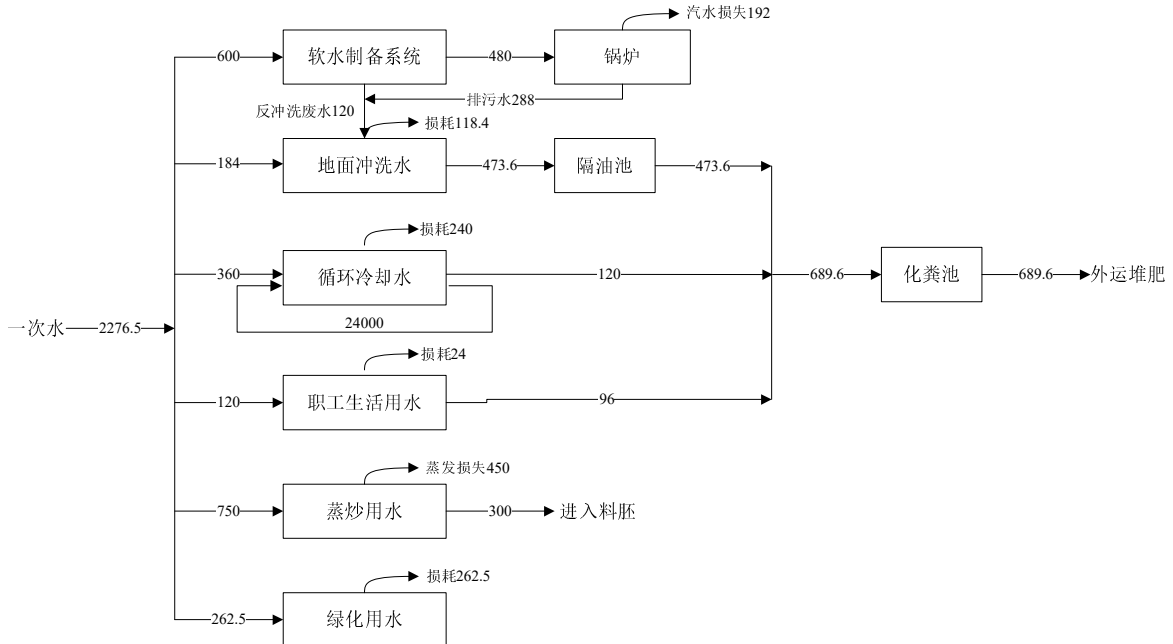 汽水损失192
600
软水制备系统
480
锅炉
排污水288
反冲洗废水120
损耗118.4
184
地面冲洗水
473.6
隔油池
473.6
损耗240
360
循环冷却水
120
689.6
化粪池
689.6
外运堆肥
24000
一次水
2276.5
损耗24
120
职工生活用水
96
蒸发损失450
750
蒸炒用水
300
进入料胚
损耗262.5
262.5
绿化用水